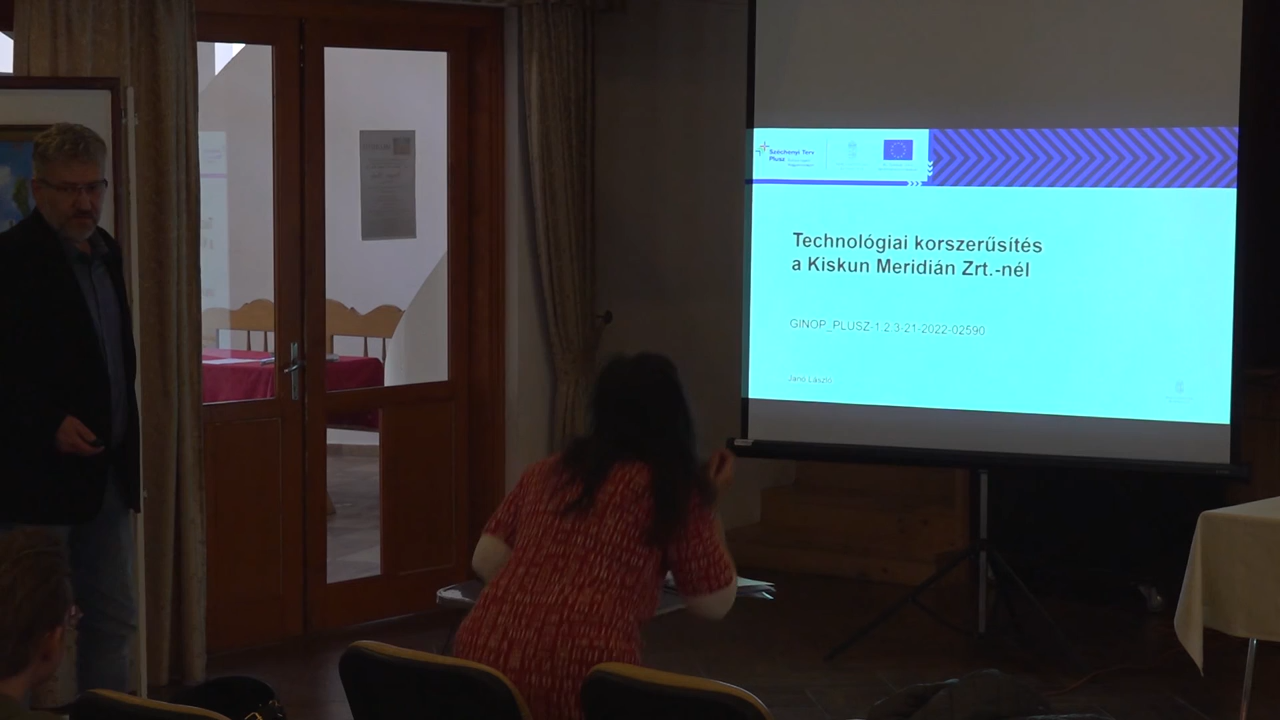 Széchenyi Terv
Plusz
Technológiai korszerűsítés
a Kiskun Meridián Zrt.-nél
GINOP_PLUSZ-1.2.3-21-2022-02590
Janó László